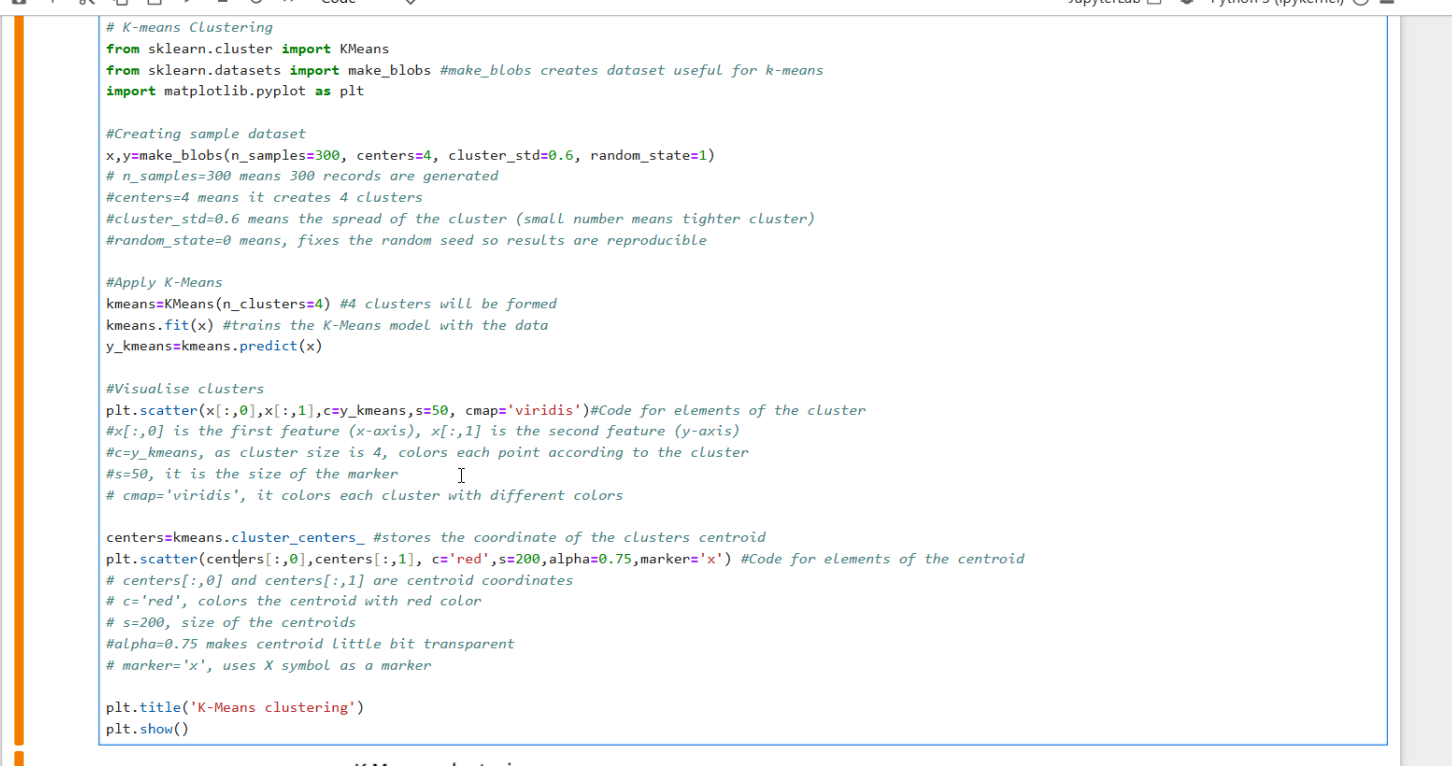 Code JupyterLab Python 3 (ipykernel)
# K-means Clustering
from sklearn.cluster import KMeans
from sklearn.datasets import make_blobs #make_blobs creates dataset useful for k-means
import matplotlib.pyplot as plt
#Creating sample dataset
x,y=make_blobs(n_samples=300, centers=4, cluster_std=0.6, random_state=1)
# n_samples=300 means 300 records are generated
#centers=4 means it creates 4 clusters
#cluster_std=0.6 means the spread of the cluster (small number means tighter cluster)
#random_state=0 means, fixes the random seed so results are reproducible
#Apply K-Means
kmeans=KMeans(n_clusters=4) #4 clusters will be formed
kmeans.fit(x) #trains the K-Means model with the data
y_kmeans=kmeans.predict(x)
#Visualise clusters
plt.scatter(x[:,0],x[:,1],c=y_kmeans,s=50, cmap='viridis')#Code for elements of the cluster
#x[:,0] is the first feature (x-axis), x[:,1] is the second feature (y-axis)
#c=y_kmeans, as cluster size is 4, colors each point according to the cluster
#s=50, it is the size of the marker
# cmap='viridis', it colors each cluster with different colors
centers=kmeans.cluster_centers_ #stores the coordinate of the clusters centroid
plt.scatter(centers[:,0],centers[:,1], c='red',s=200,alpha=0.75,marker='x') #Code for elements of the centroid
# centers[:,0] and centers[:,1] are centroid coordinates
# c='red', colors the centroid with red color
# s=200, size of the centroids
#alpha=0.75 makes centroid little bit transparent
# marker='x', uses X symbol as a marker
plt.title('K-Means clustering')
plt.show()